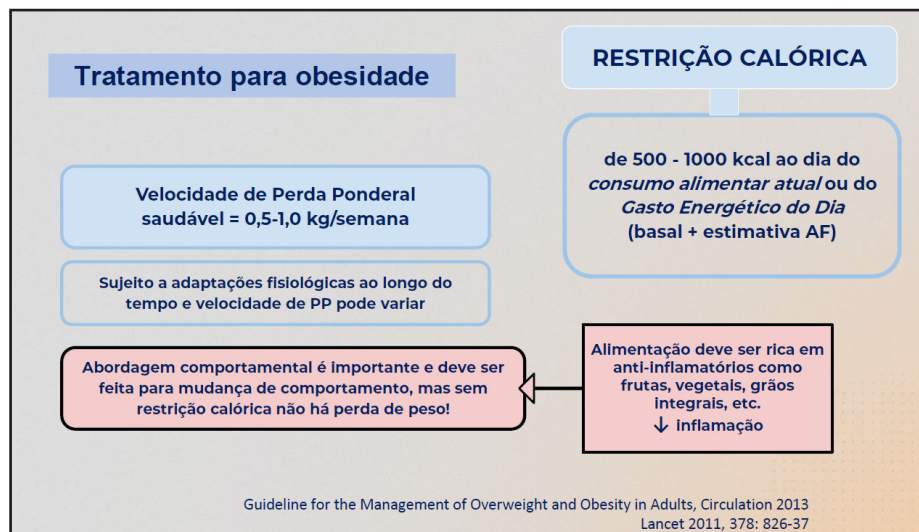 Tratamento para obesidade
RESTRIÇÃO CALÓRICA
de 500 - 1000 kcal ao dia do
consumo alimentar atual ou do
Gasto Energético do Dia
(basal + estimativa AF)
Velocidade de Perda Ponderal
saudável = 0,5-1,0 kg/semana
Sujeito a adaptações fisiológicas ao longo do
tempo e velocidade de PP pode variar
Abordagem comportamental é importante e deve ser
feita para mudança de comportamento, mas sem
restrição calórica não há perda de peso!
Alimentação deve ser rica em
anti-inflamatórios como
frutas, vegetais, grãos
integrais, etc.
↓ inflamação
Guideline for the Management of Overweight and Obesity in Adults, Circulation 2013
Lancet 2011, 378: 826-37